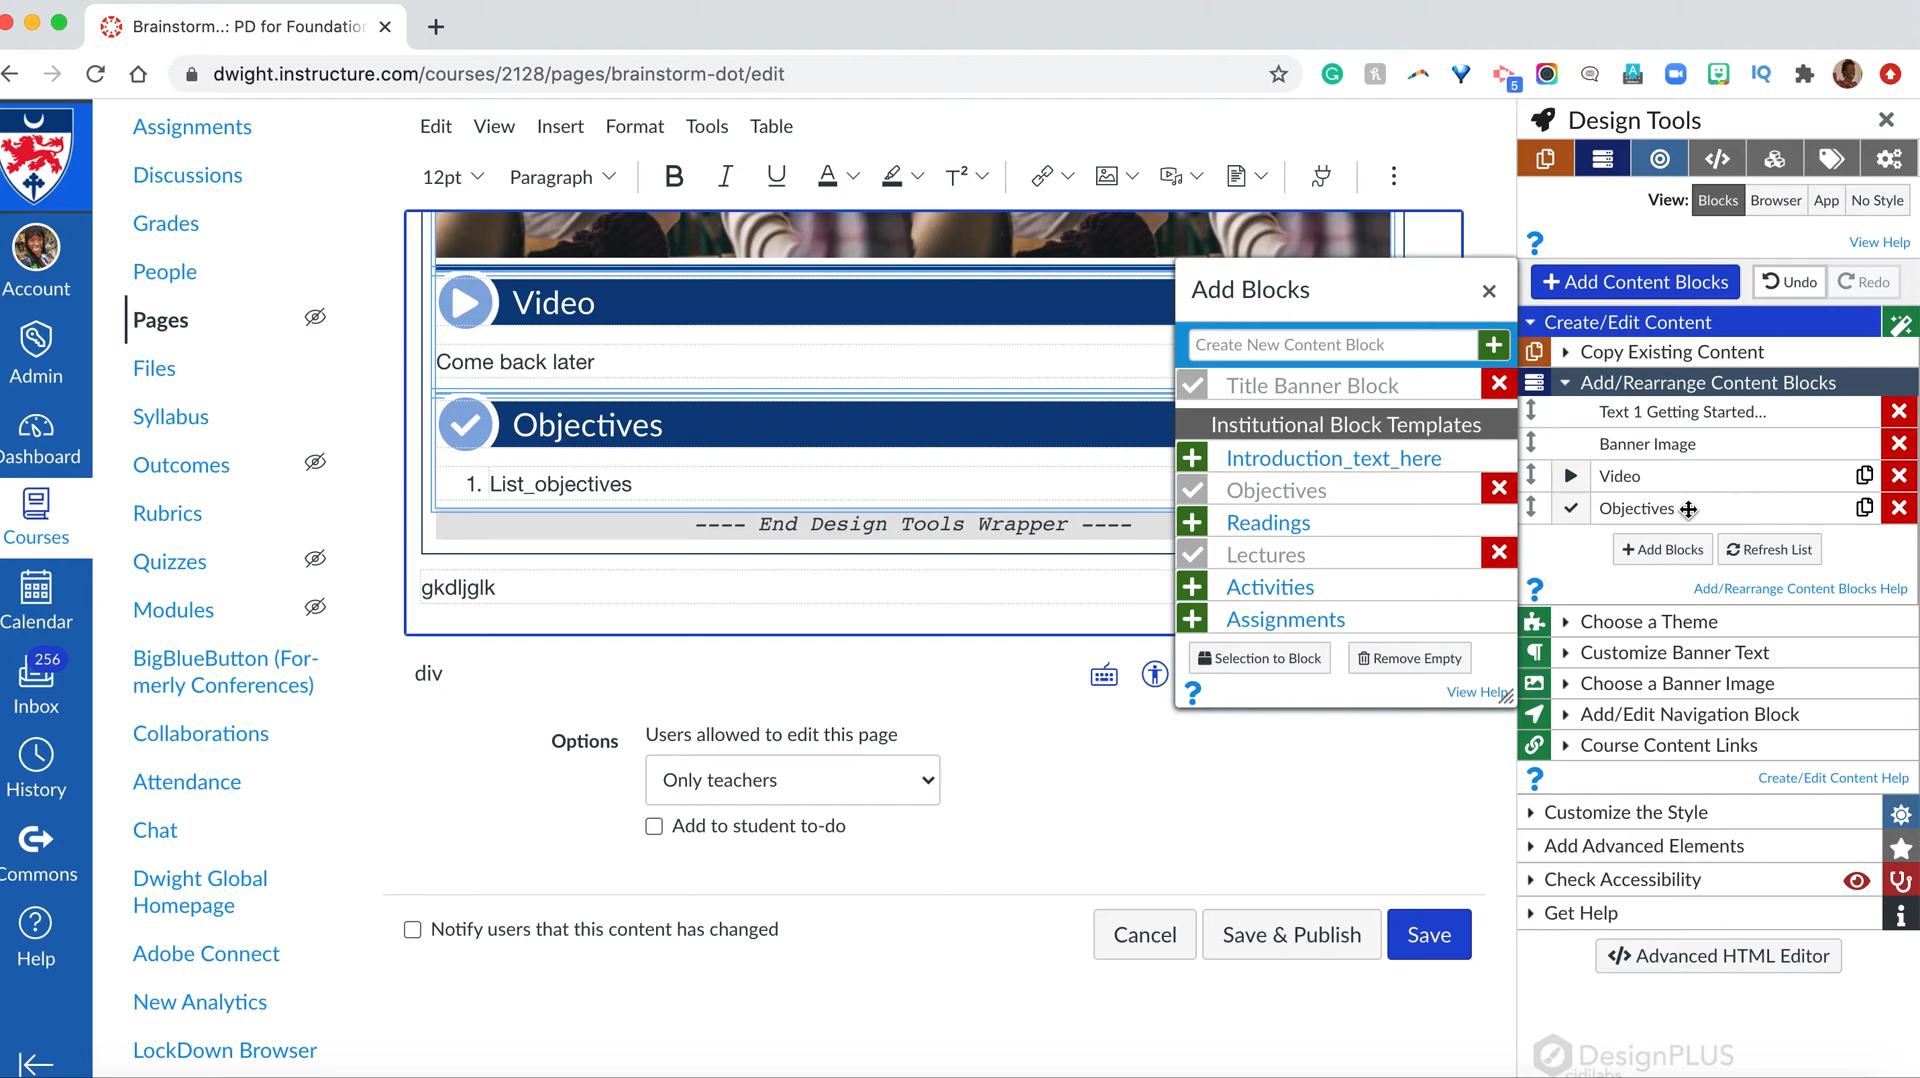 Brainstorm..: PD for Foundatio
dwight.instructure.com/courses/2128/pages/brainstorm-dot/edit
5
IQ
Account
Admin
Dashboard
Courses
Calendar
256
Inbox
History
Commons
Help
Assignments
Discussions
Grades
People
Pages
Files
Syllabus
Outcomes
Rubrics
Quizzes
Modules
BigBlueButton (For-
merly Conferences)
Collaborations
Attendance
Chat
Dwight Global
Homepage
Adobe Connect
New Analytics
LockDown Browser
Edit View Insert Format Tools Table
12pt Paragraph B I U A T²
Video
Come back later
Objectives
1. List_objectives
---- End Design Tools Wrapper ----
gkdljglk
div
Options
Users allowed to edit this page
Only teachers
Add to student to-do
Notify users that this content has changed
Cancel Save & Publish Save
Add Blocks
Create New Content Block
Title Banner Block
Institutional Block Templates
Introduction_text_here
Objectives
Readings
Lectures
Activities
Assignments
Selection to Block Remove Empty
? View Help
Design Tools
View: Blocks Browser App No Style
? View Help
Add Content Blocks Undo Redo
Create/Edit Content
Copy Existing Content
Add/Rearrange Content Blocks
Text 1 Getting Started...
Banner Image
Video
Objectives
+ Add Blocks Refresh List
? Add/Rearrange Content Blocks Help
Choose a Theme
Customize Banner Text
Choose a Banner Image
Add/Edit Navigation Block
Course Content Links
? Create/Edit Content Help
Customize the Style
Add Advanced Elements
Check Accessibility
Get Help
</> Advanced HTML Editor
DesignPLUS
cidilabs